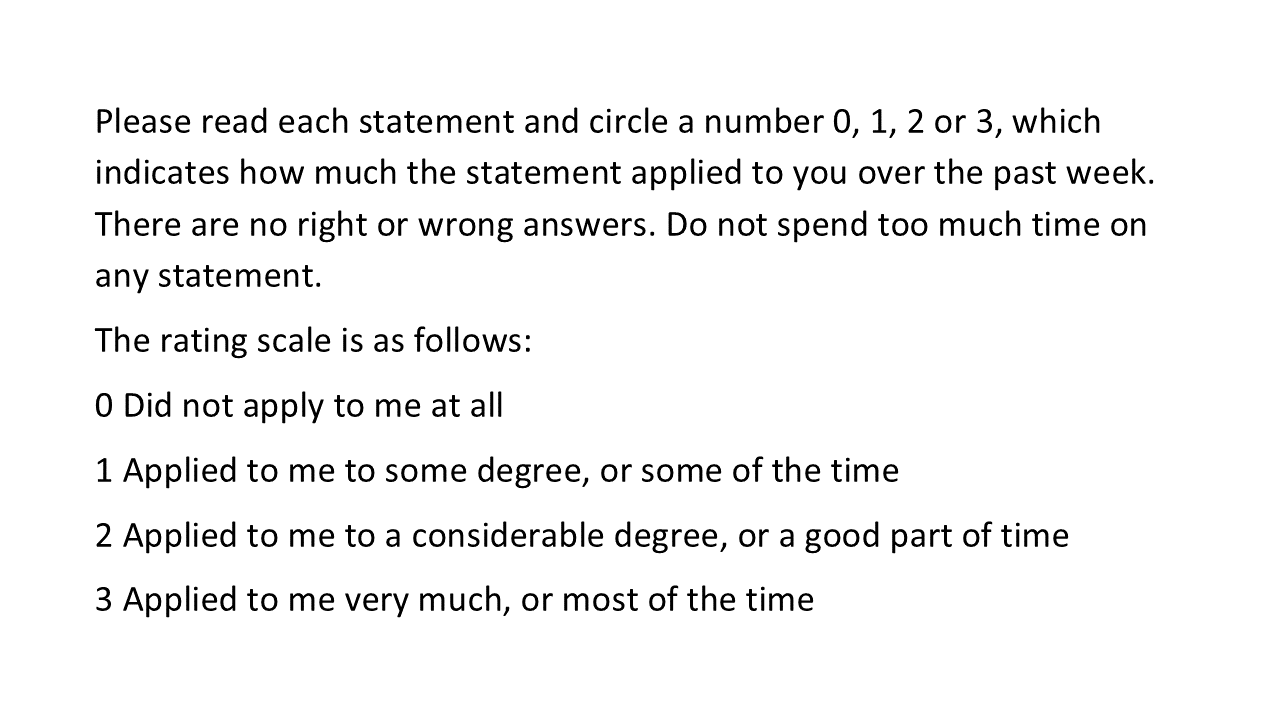 Please read each statement and circle a number 0, 1, 2 or 3, which
indicates how much the statement applied to you over the past week.
There are no right or wrong answers. Do not spend too much time on
any statement.
The rating scale is as follows:
0 Did not apply to me at all
1 Applied to me to some degree, or some of the time
2 Applied to me to a considerable degree, or a good part of time
3 Applied to me very much, or most of the time